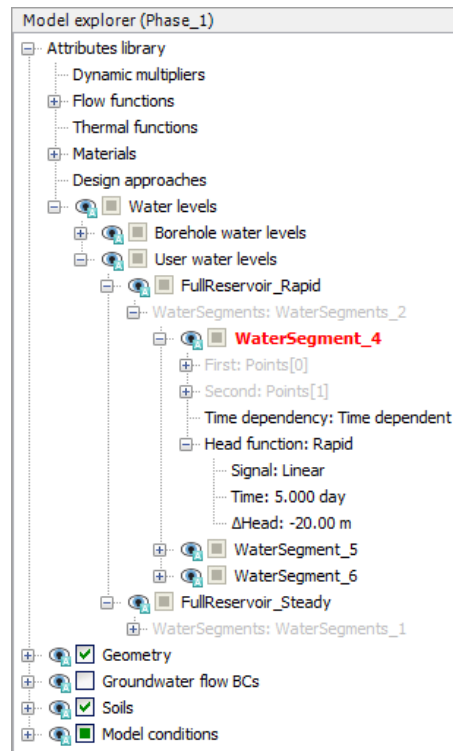 Model explorer (Phase_1)
Attributes library
Dynamic multipliers
Flow functions
Thermal functions
Materials
Design approaches
Water levels
Borehole water levels
User water levels
FullReservoir_Rapid
WaterSegments: WaterSegments_2
WaterSegment_4
First: Points[0]
Second: Points[1]
Time dependency: Time dependent
Head function: Rapid
Signal: Linear
Time: 5.000 day
ΔHead: -20.00 m
WaterSegment_5
WaterSegment_6
FullReservoir_Steady
WaterSegments: WaterSegments_1
Geometry
Groundwater flow BCs
Soils
Model conditions